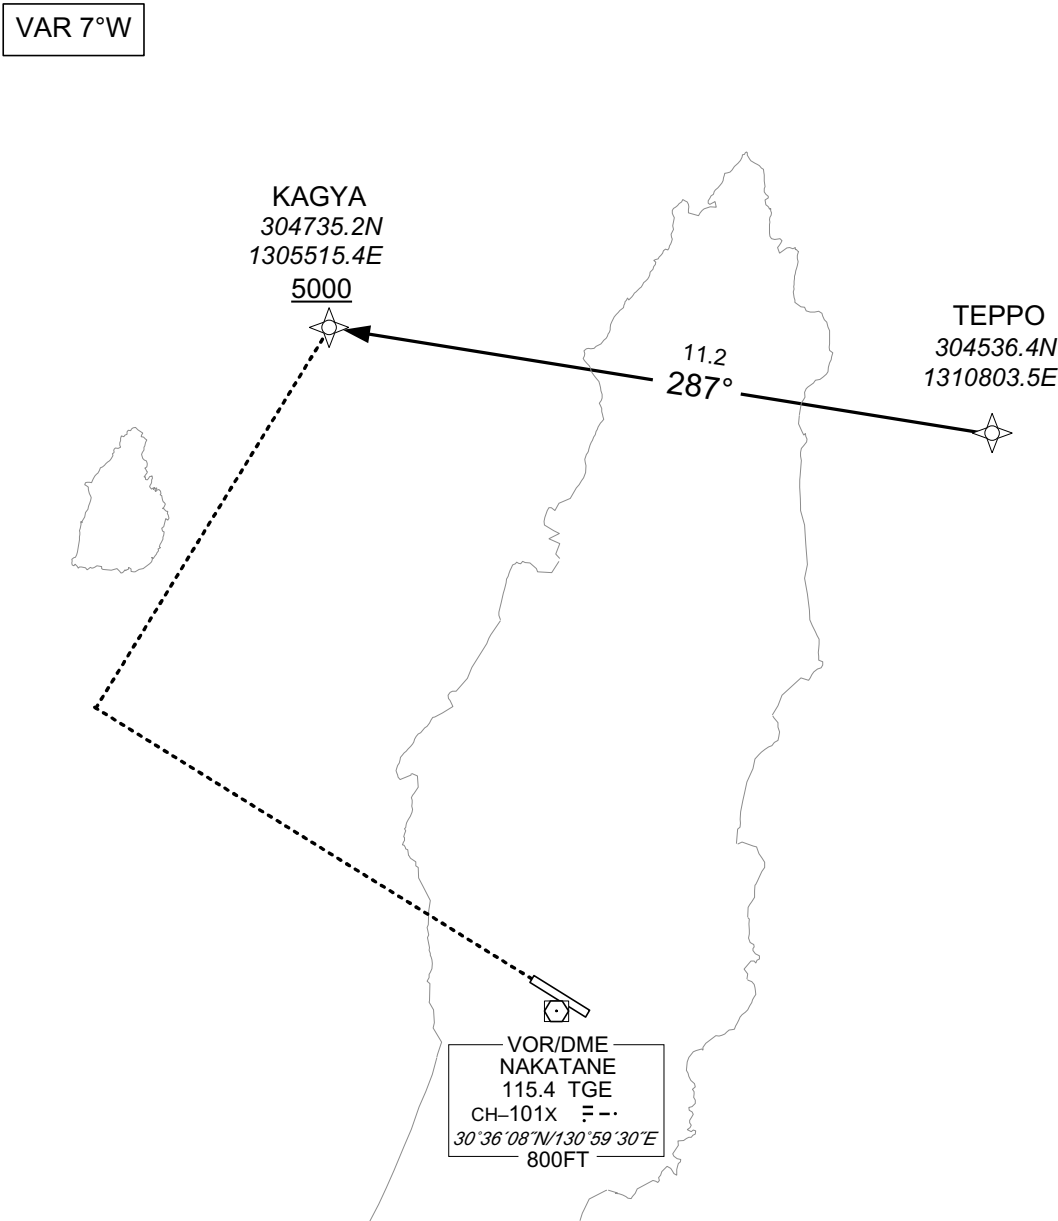 VAR 7°W
KAGYA
304735.2N
1305515.4E
5000
TEPPO
304536.4N
1310803.5E
11.2
287°
VOR/DME
NAKATANE
115.4 TGE
CH–101X
30°36′08″N/130°59′30″E
800FT